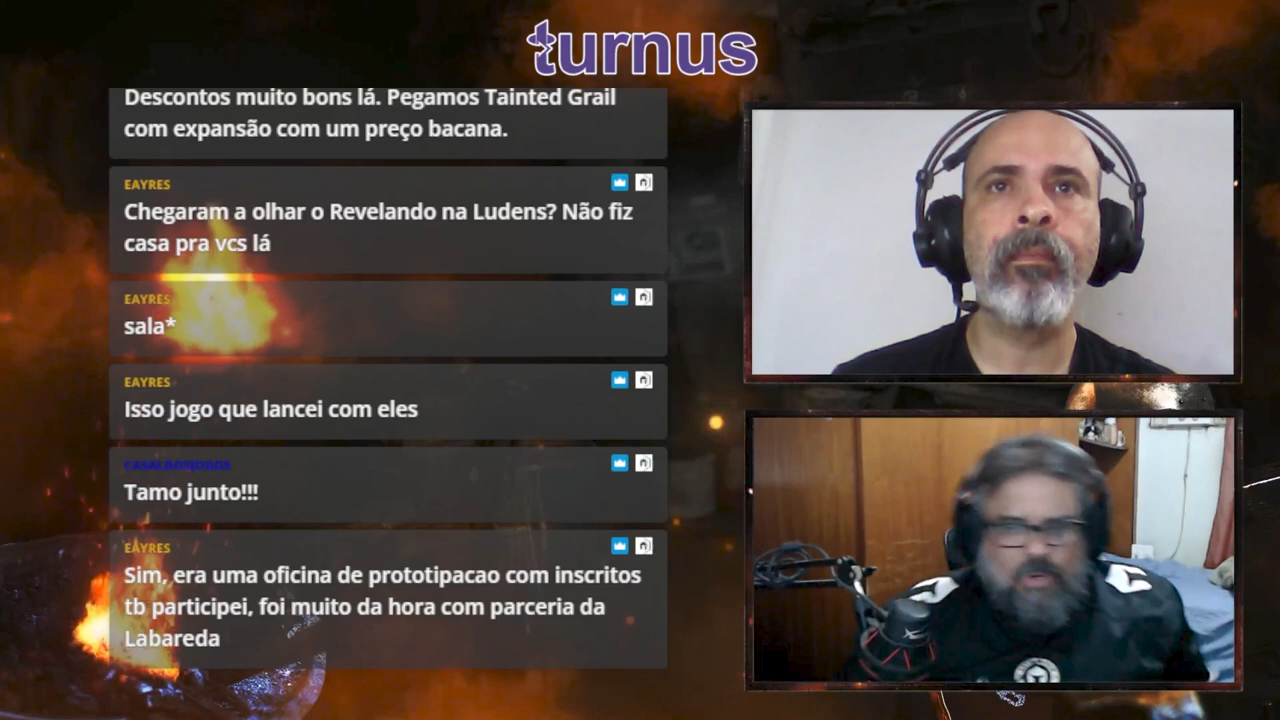 turnus
Descontos muito bons lá. Pegamos Tainted Grail
com expansão com um preço bacana.
EAYRES
Chegaram a olhar o Revelando na Ludens? Não fiz
casa pra vcs lá
EAYRES
sala*
EAYRES
Isso jogo que lancei com eles
CASALDOSJOGOS
Tamo junto!!!
EAYRES
Sim, era uma oficina de prototipacao com inscritos
tb participei, foi muito da hora com parceria da
Labareda